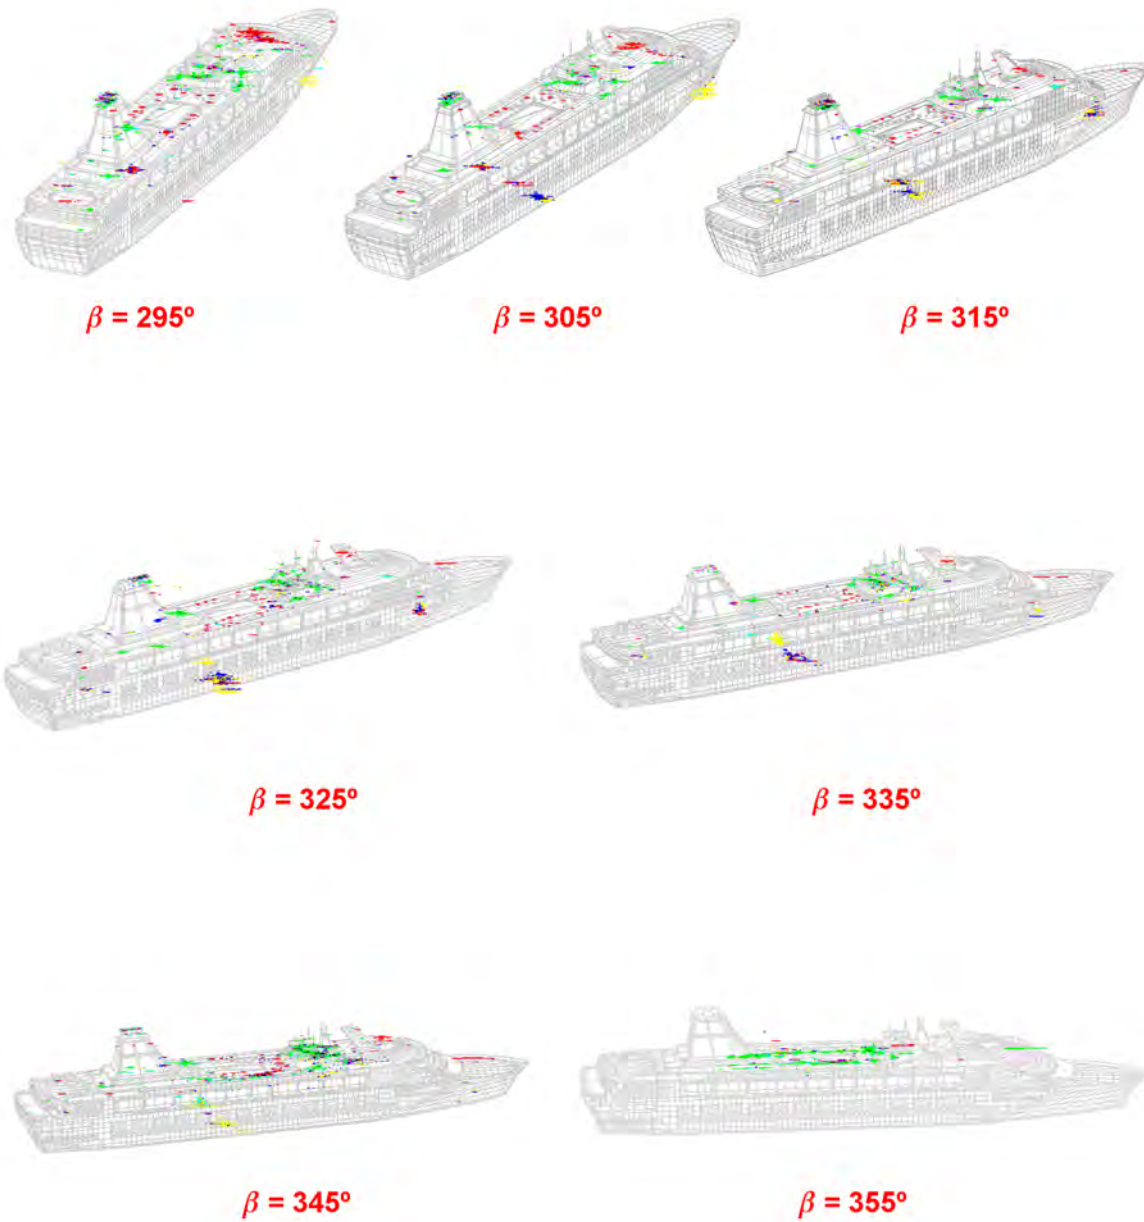 β = 295º
β = 305º
β = 315º
β = 325º
β = 335º
β = 345º
β = 355º